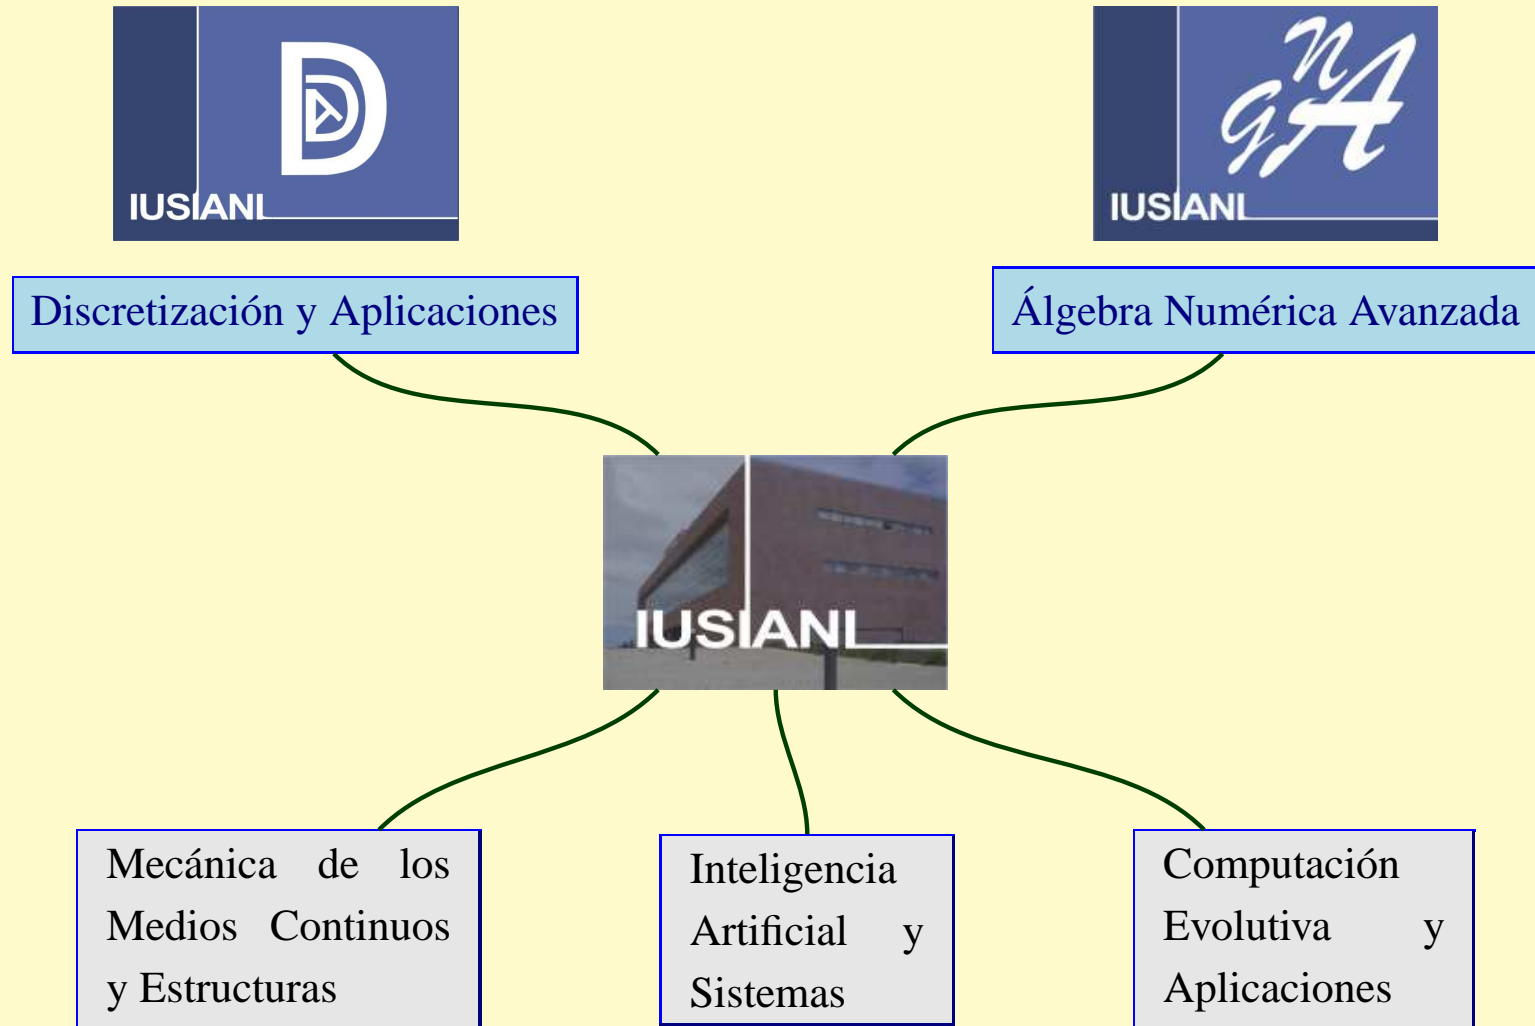 D
A
IUSIANI
N
G A
IUSIANI
Discretización y Aplicaciones
Álgebra Numérica Avanzada
IUSIANI
Mecánica de los
Medios Continuos
y Estructuras
Inteligencia
Artificial y
Sistemas
Computación
Evolutiva y
Aplicaciones